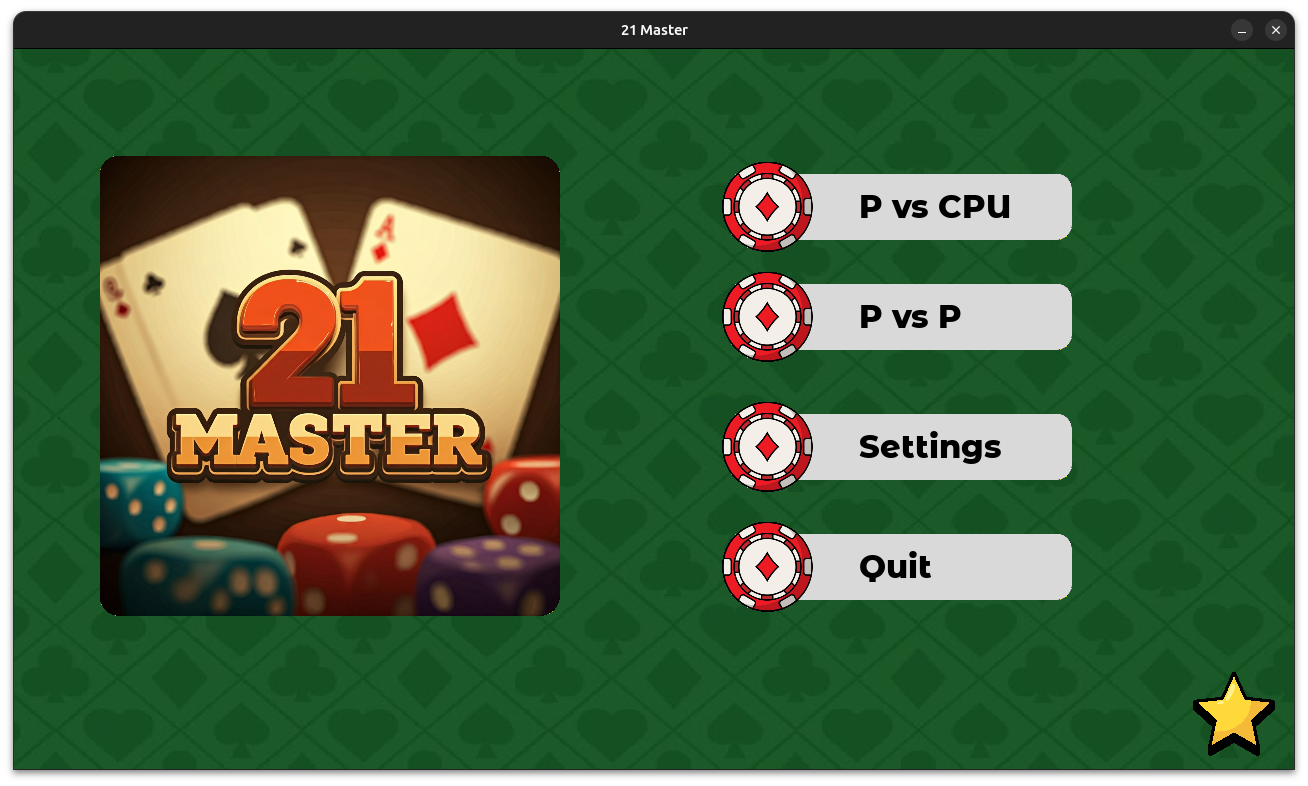 21 Master
A
21
MASTER
P vs CPU
P vs P
Settings
Quit